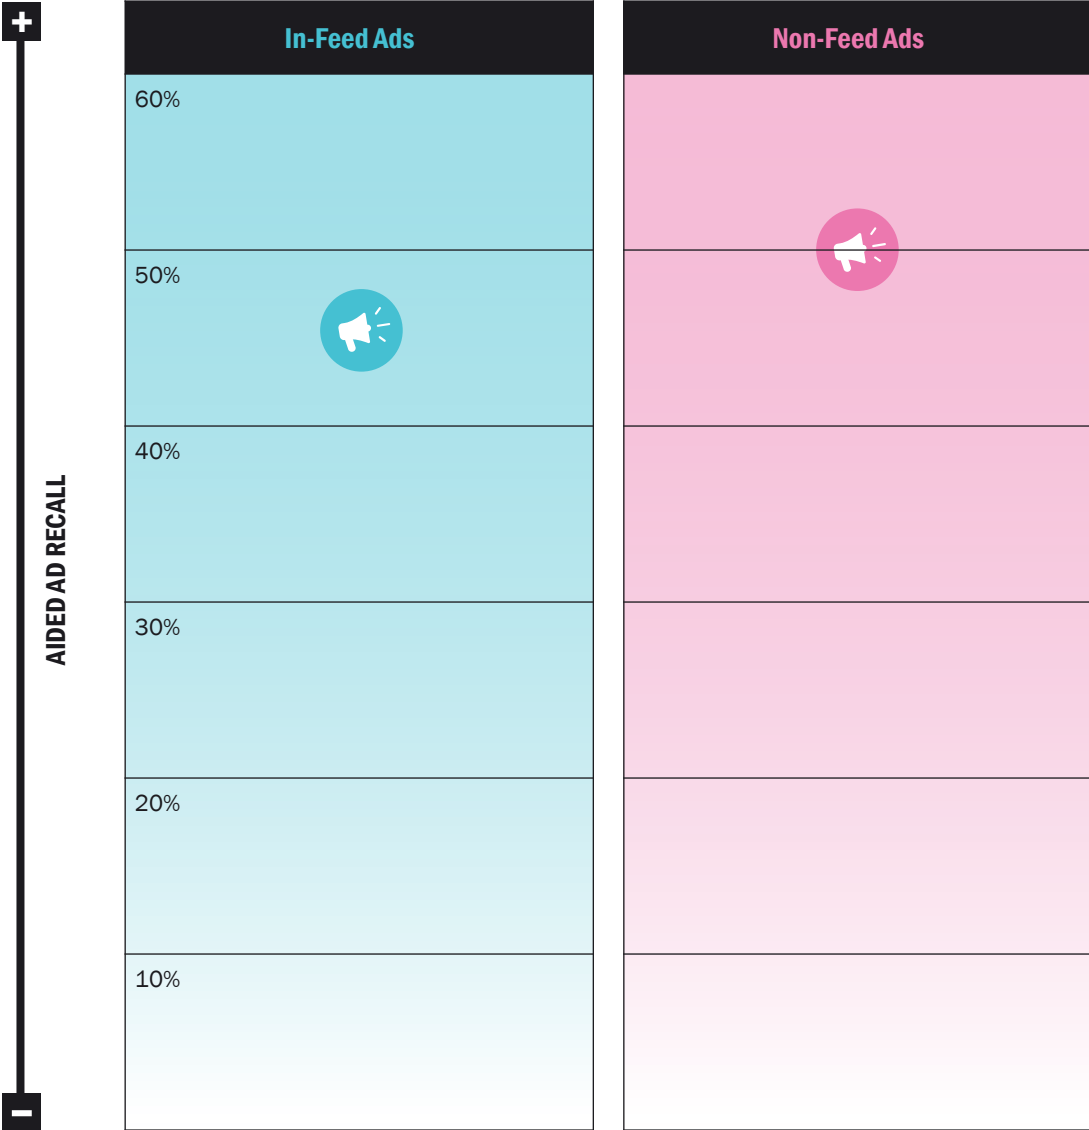 +
In-Feed Ads
Non-Feed Ads
60%
50%
40%
AIDED AD RECALL
30%
20%
10%
–